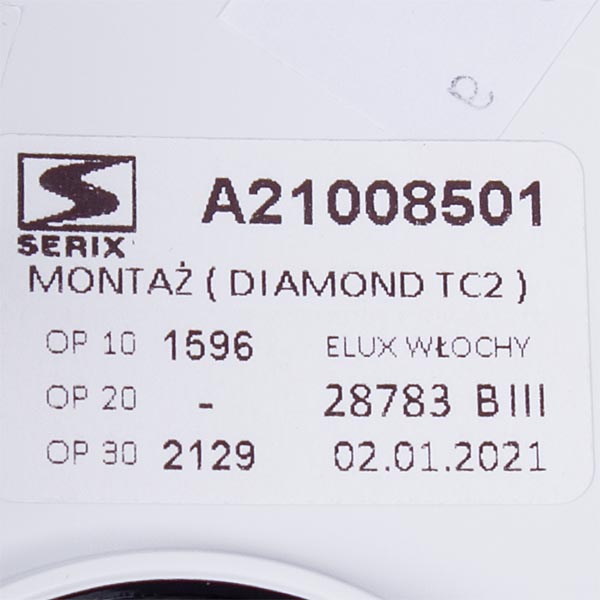 SERIX
A21008501
MONTAŻ ( DIAMOND TC2 )
OP 10 1596 ELUX WŁOCHY
OP 20 - 28783 BIII
OP 30 2129 02.01.2021